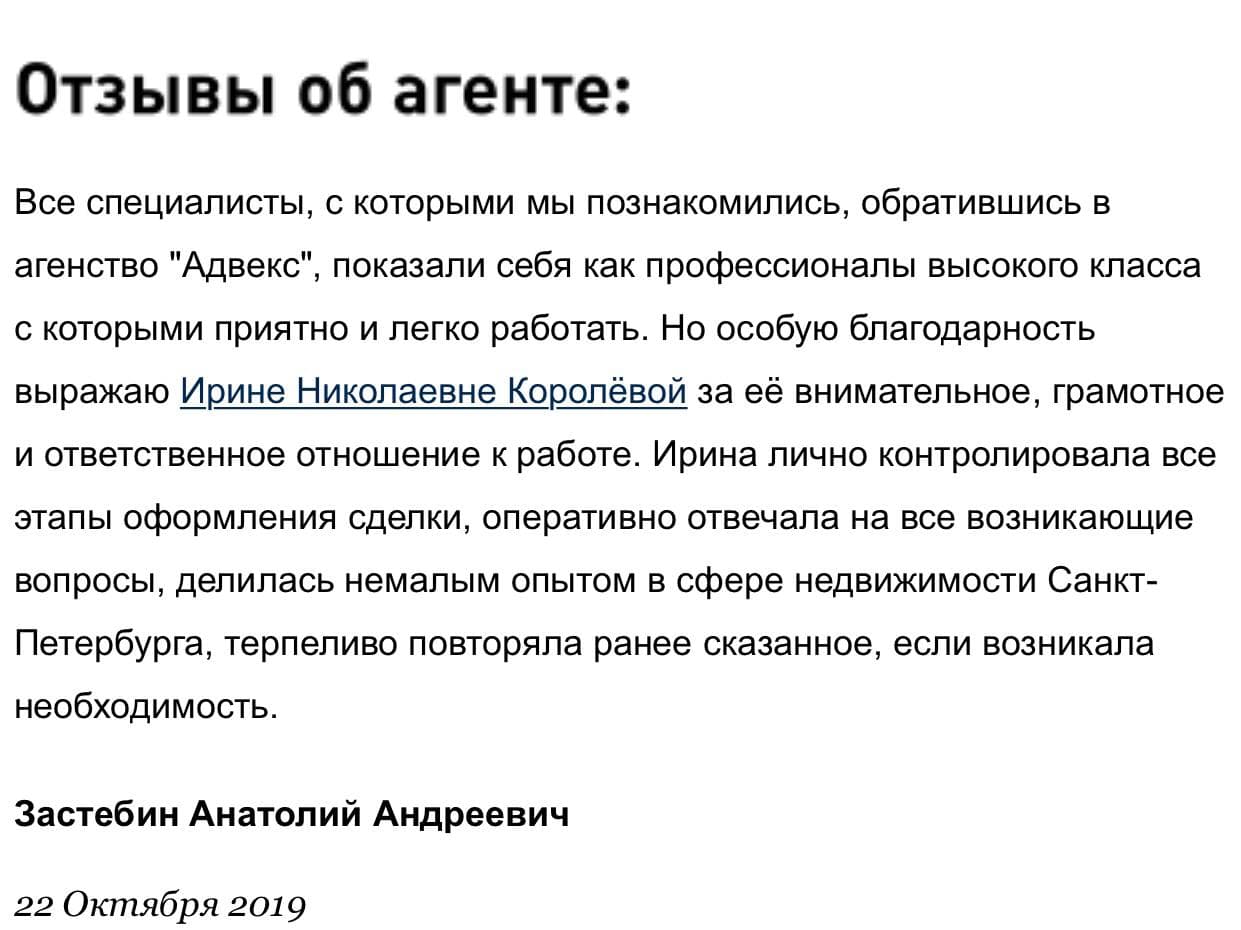 Отзывы об агенте:
Все специалисты, с которыми мы познакомились, обратившись в
агенство "Адвекс", показали себя как профессионалы высокого класса
с которыми приятно и легко работать. Но особую благодарность
выражаю Ирине Николаевне Королёвой за её внимательное, грамотное
и ответственное отношение к работе. Ирина лично контролировала все
этапы оформления сделки, оперативно отвечала на все возникающие
вопросы, делилась немалым опытом в сфере недвижимости Санкт-
Петербурга, терпеливо повторяла ранее сказанное, если возникала
необходимость.
Застебин Анатолий Андреевич
22 Октября 2019